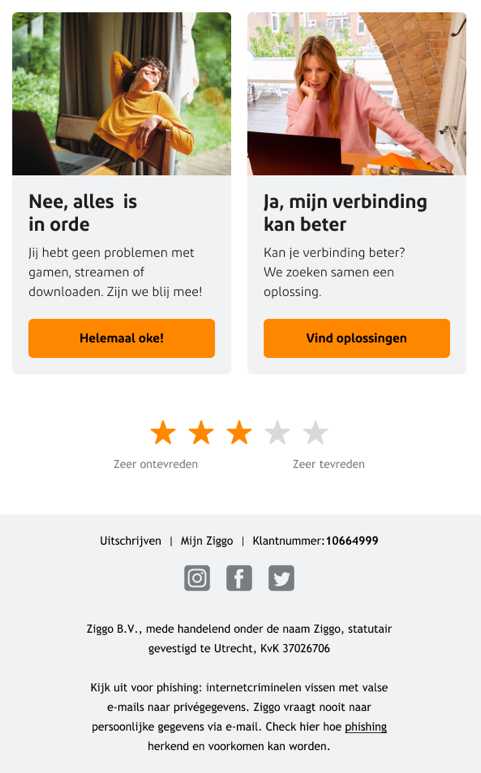 Nee, alles is
in orde
Jij hebt geen problemen met
gamen, streamen of
downloaden. Zijn we blij mee!
Helemaal oke!
Ja, mijn verbinding
kan beter
Kan je verbinding beter?
We zoeken samen een
oplossing.
Vind oplossingen
Zeer ontevreden
Zeer tevreden
Uitschrijven | Mijn Ziggo | Klantnummer:10664999
Ziggo B.V., mede handelend onder de naam Ziggo, statutair
gevestigd te Utrecht, KvK 37026706
Kijk uit voor phishing: internetcriminelen vissen met valse
e-mails naar privégegevens. Ziggo vraagt nooit naar
persoonlijke gegevens via e-mail. Check hier hoe phishing
herkend en voorkomen kan worden.